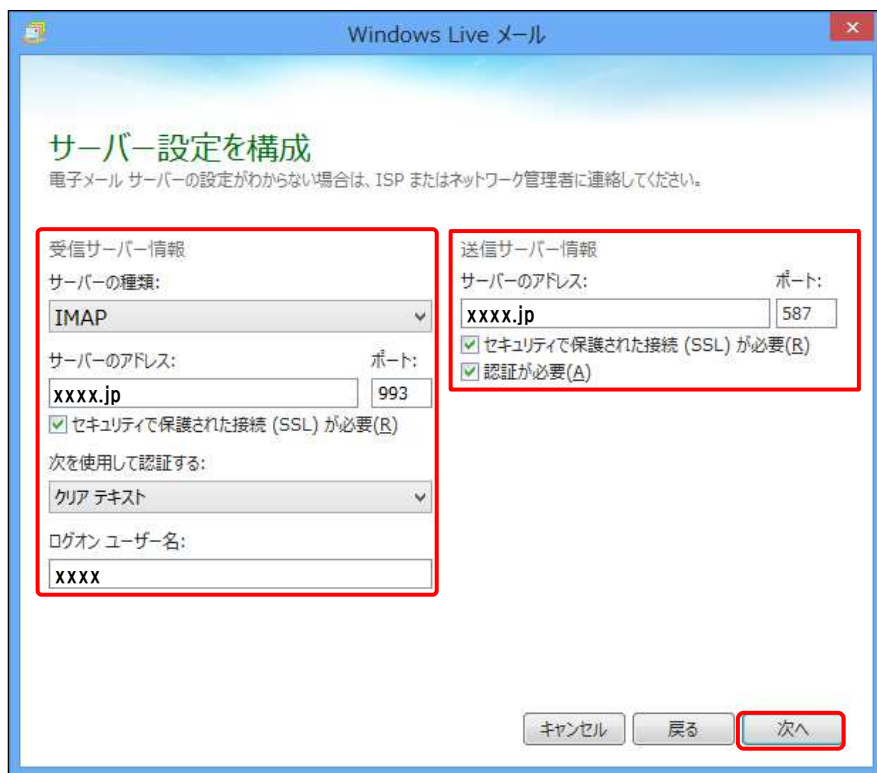 Windows Live メール
サーバー設定を構成
電子メール サーバーの設定がわからない場合は、ISP またはネットワーク管理者に連絡してください。
受信サーバー情報
サーバーの種類:
IMAP
サーバーのアドレス: ポート:
xxxx.jp 993
セキュリティで保護された接続 (SSL) が必要(R)
次を使用して認証する:
クリア テキスト
ログオン ユーザー名:
xxxx
送信サーバー情報
サーバーのアドレス: ポート:
xxxx.jp 587
セキュリティで保護された接続 (SSL) が必要(R)
認証が必要(A)
キャンセル 戻る 次へ